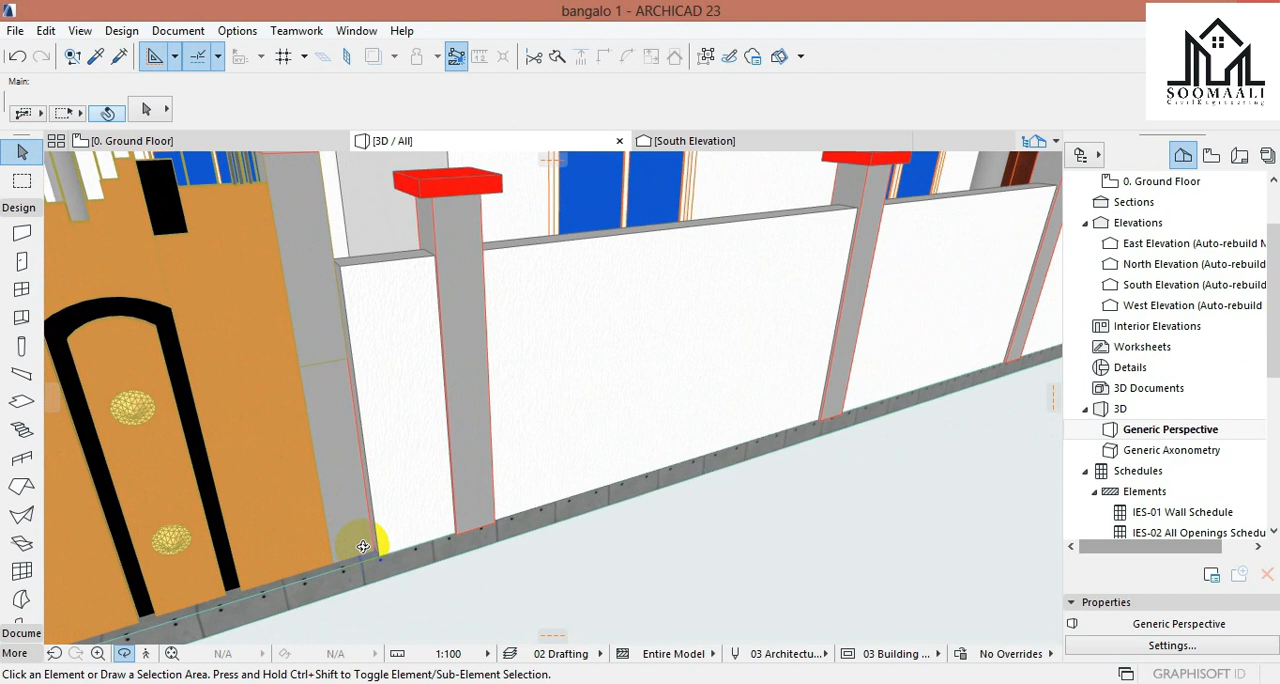 bangalo 1 - ARCHICAD 23
File Edit View Design Document Options Teamwork Window Help
SOOMAALI
Civil Engineering
Main:
[0. Ground Floor]
[3D / All]
[South Elevation]
Design
0. Ground Floor
Sections
Elevations
East Elevation (Auto-rebuild M
North Elevation (Auto-rebuild
South Elevation (Auto-rebuild
West Elevation (Auto-rebuild
Interior Elevations
Worksheets
Details
3D Documents
3D
Generic Perspective
Generic Axonometry
Schedules
Elements
IES-01 Wall Schedule
IES-02 All Openings Schedu
Properties
Generic Perspective
Settings...
Docume
More
N/A
N/A
1:100
02 Drafting
Entire Model
03 Architectu...
03 Building ...
No Overrides
Click an Element or Draw a Selection Area. Press and Hold Ctrl+Shift to Toggle Element/Sub-Element Selection.
GRAPHISOFT ID